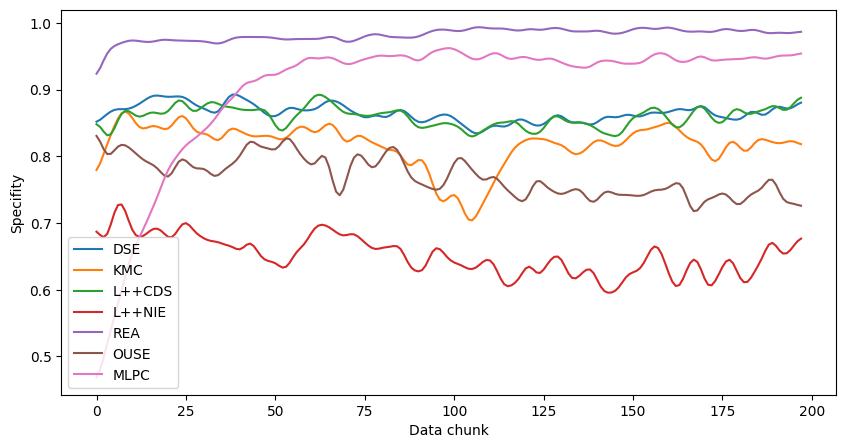 1.0
0.9
0.8
0.7
0.6
0.5
Specifity
DSE
KMC
L++CDS
L++NIE
REA
OUSE
MLPC
0 25 50 75 100 125 150 175 200
Data chunk